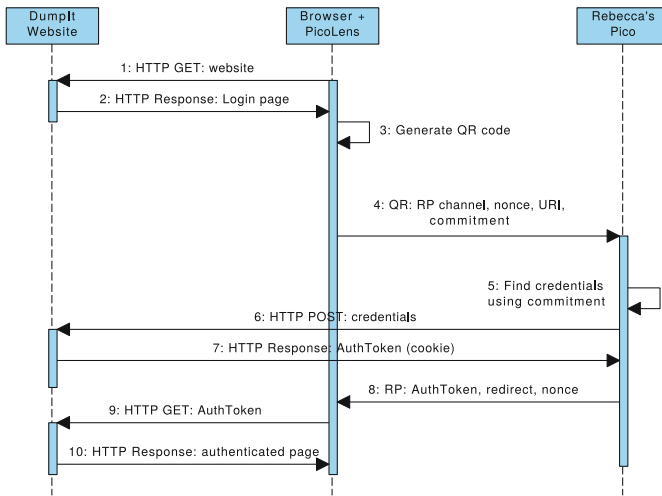 DumpIt
Website
Browser +
PicoLens
Rebecca's
Pico
1: HTTP GET: website
2: HTTP Response: Login page
3: Generate QR code
4: QR: RP channel, nonce, URI,
commitment
5: Find credentials
using commitment
6: HTTP POST: credentials
7: HTTP Response: AuthToken (cookie)
8: RP: AuthToken, redirect, nonce
9: HTTP GET: AuthToken
10: HTTP Response: authenticated page